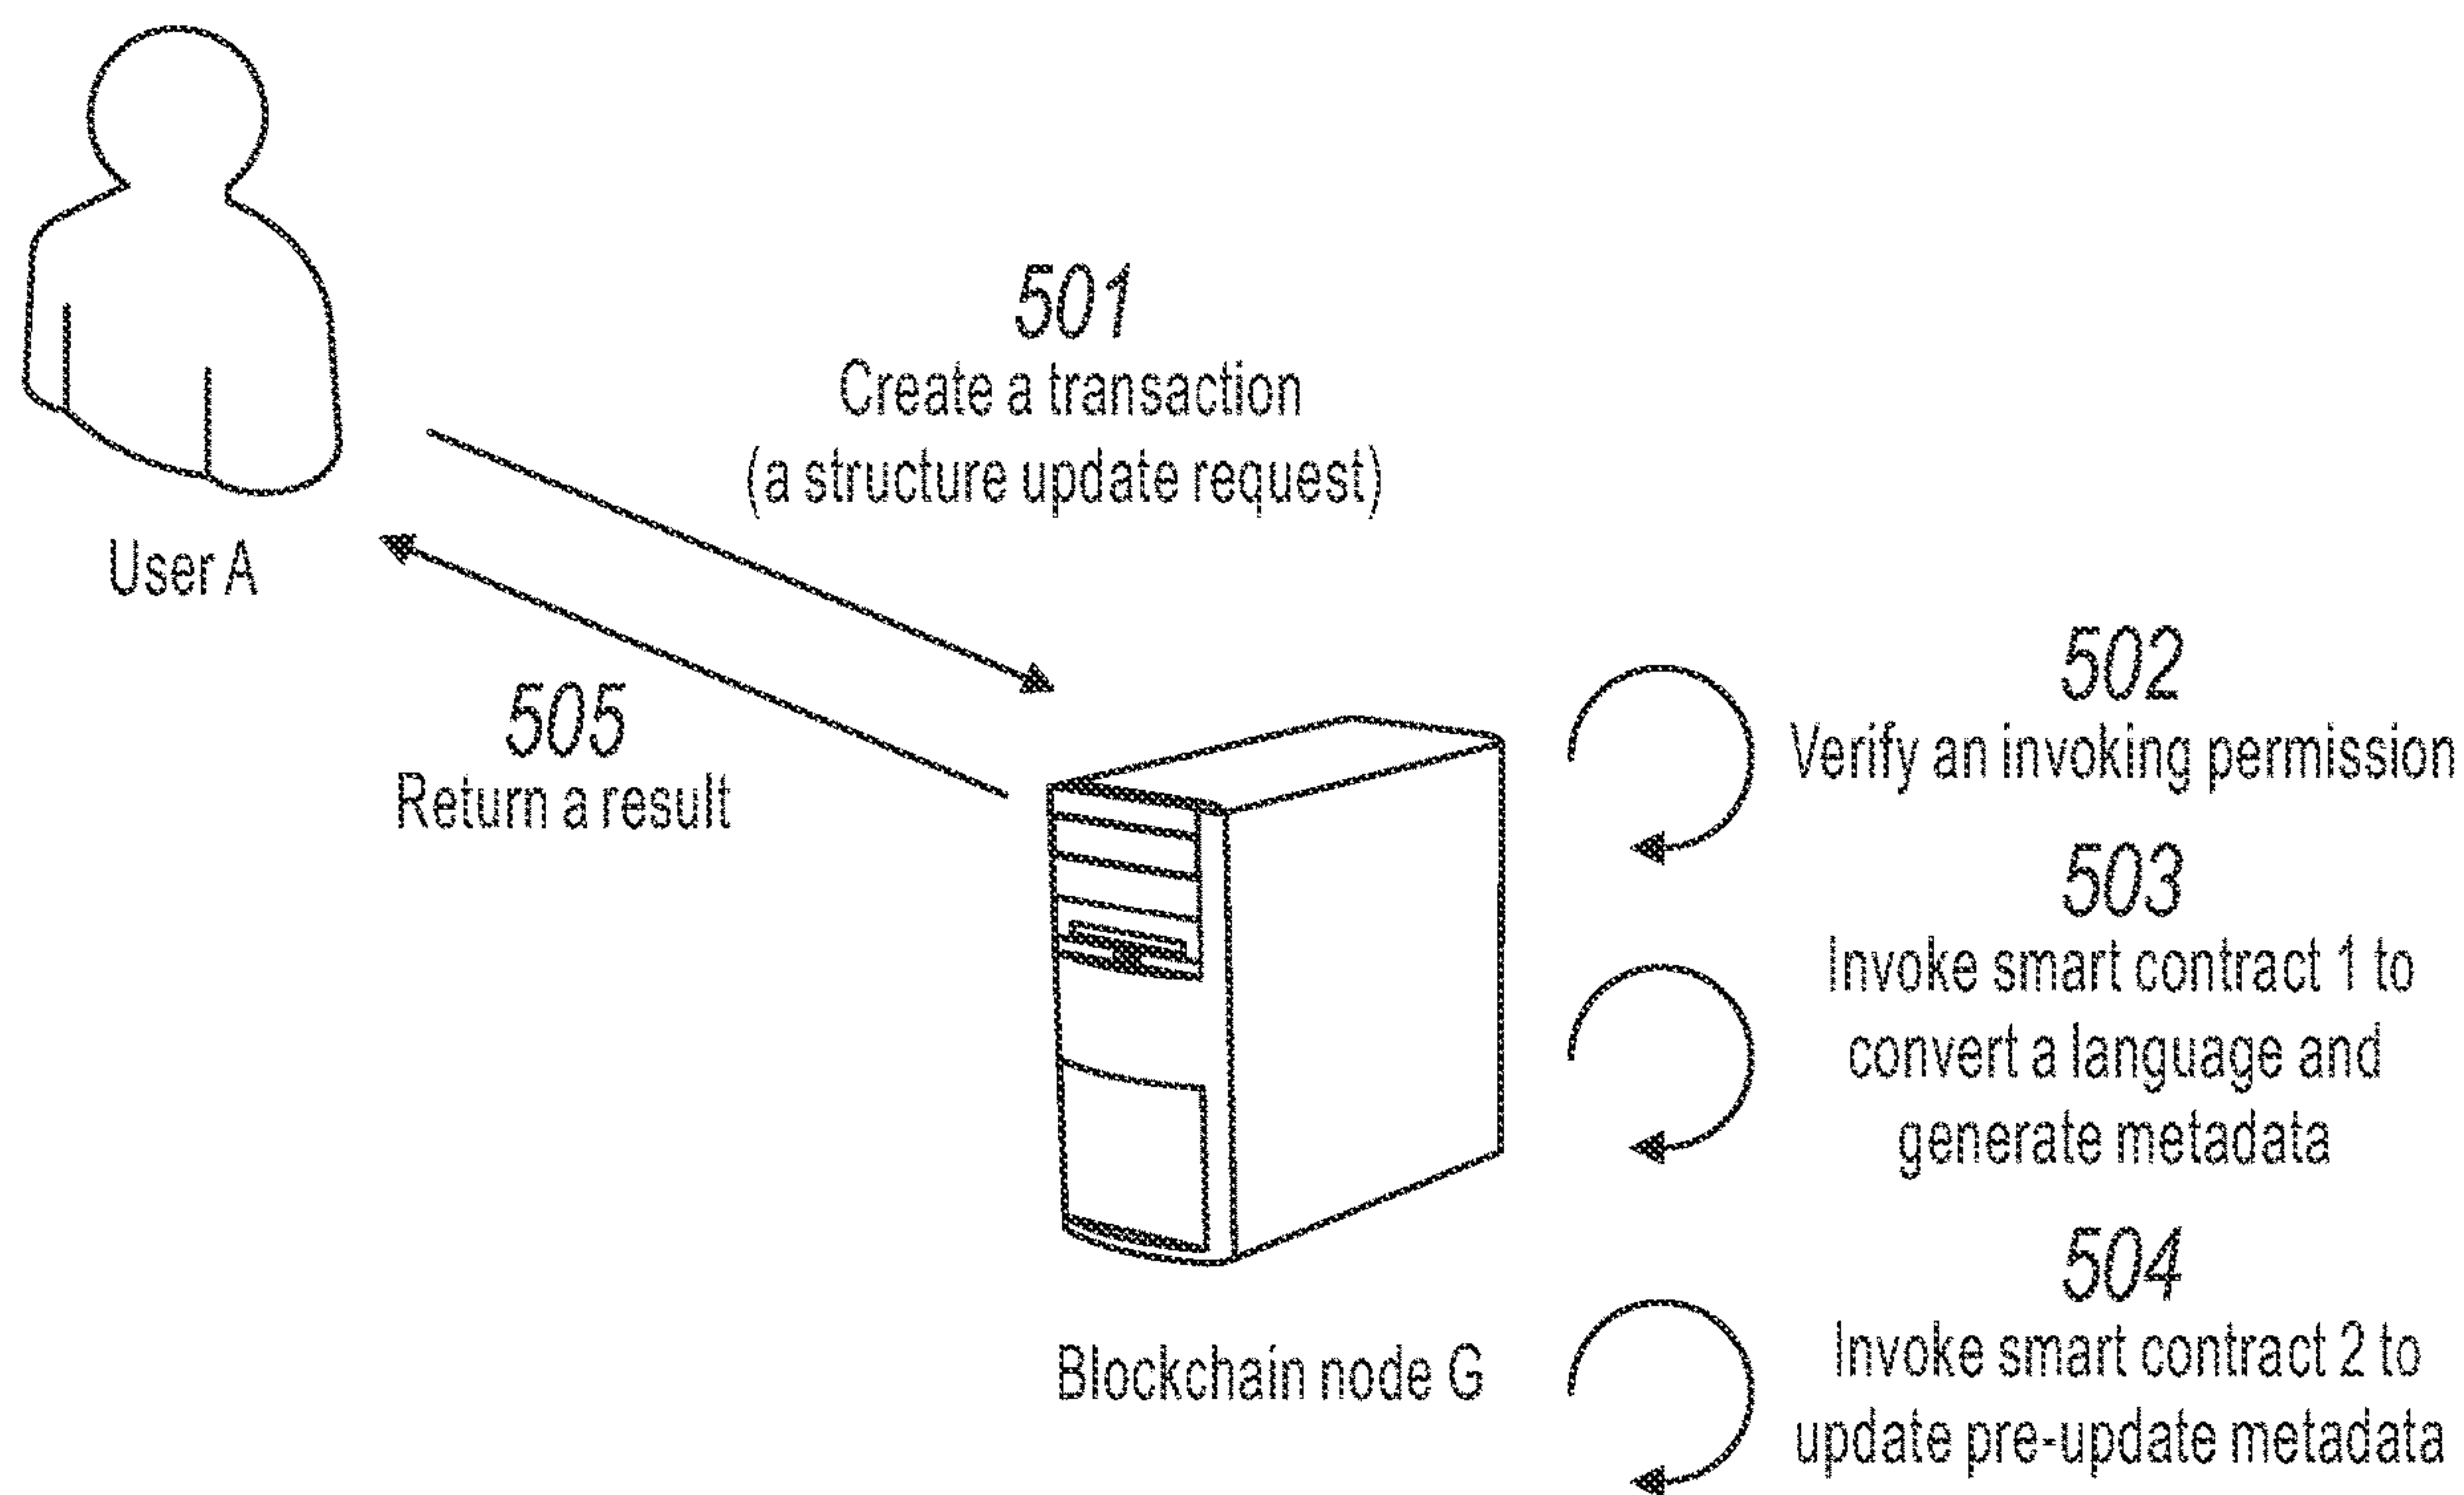 501
Create a transaction
(a structure update request)
User A
505
Return a result
502
Verify an invoking permission
503
Invoke smart contract 1 to
convert a language and
generate metadata
504
Invoke smart contract 2 to
update pre-update metadata
Blockchain node G